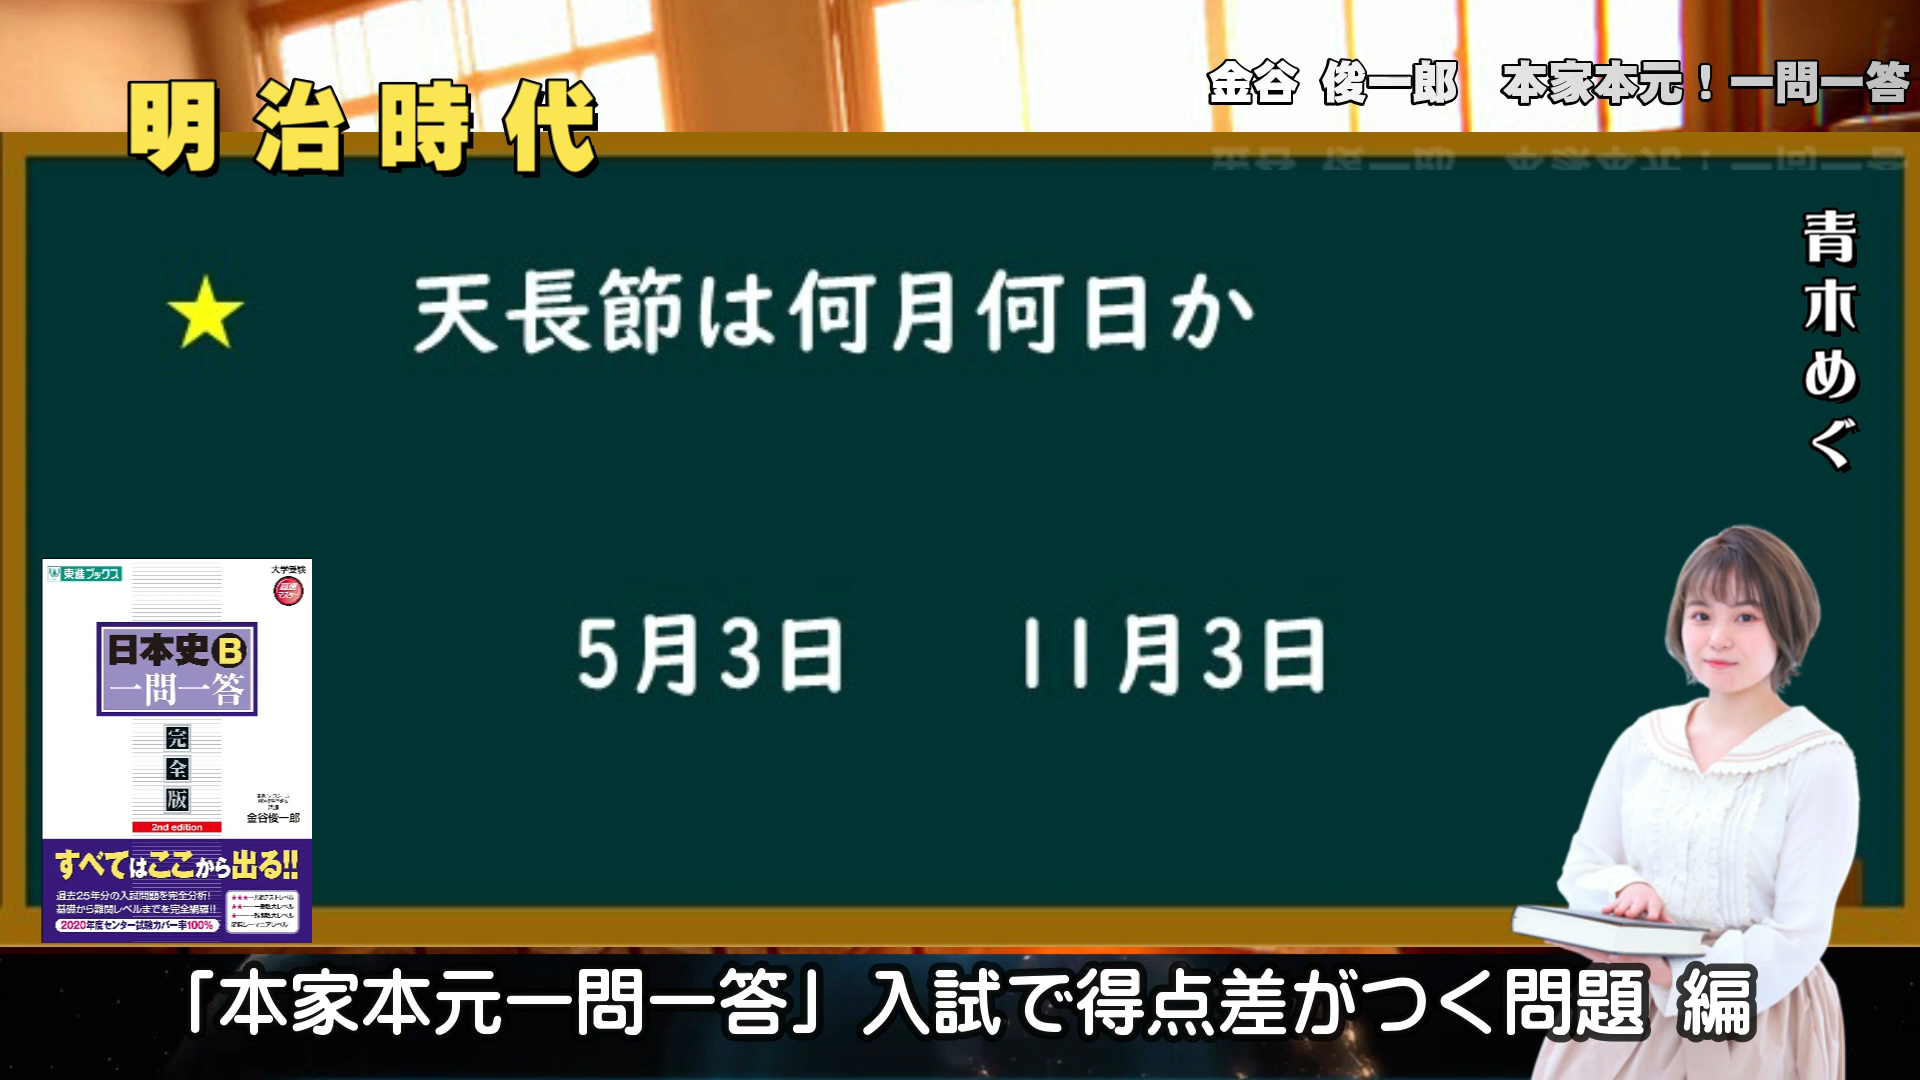 金谷 俊一郎 本家本元！一問一答
明治時代
★ 天長節は何月何日か
青木めぐ
5月3日 11月3日
東進ブックス
大学受験
日本史B
一問一答
完全版
2nd edition
金谷俊一郎
すべてはここから出る!!
過去25年分の入試問題を完全分析!
基礎から難関レベルまでを完全網羅!!
2020年度センター試験カバー率100%
「本家本元一問一答」入試で得点差がつく問題 編